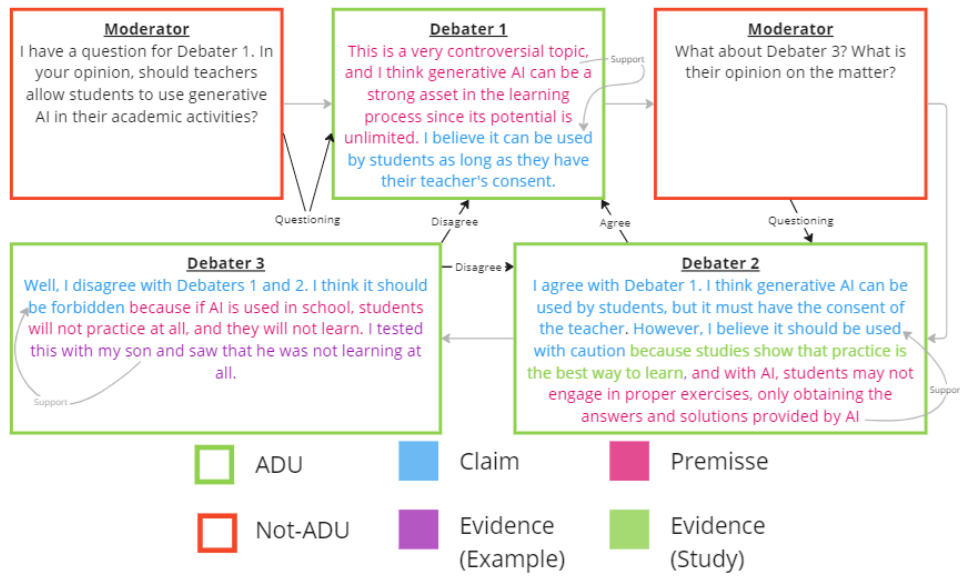 Moderator
I have a question for Debater 1. In
your opinion, should teachers
allow students to use generative
AI in their academic activities?
Debater 1
This is a very controversial topic,
and I think generative AI can be a
strong asset in the learning
process since its potential is
unlimited. I believe it can be used
by students as long as they have
their teacher's consent.
Support
Moderator
What about Debater 3? What is
their opinion on the matter?
Questioning
Disagree
Agree
Questioning
Debater 3
Well, I disagree with Debaters 1 and 2. I think it should
be forbidden because if AI is used in school, students
will not practice at all, and they will not learn. I tested
this with my son and saw that he was not learning at
all.
Support
Disagree
Debater 2
I agree with Debater 1. I think generative AI can be
used by students, but it must have the consent of
the teacher. However, I believe it should be used
with caution because studies show that practice is
the best way to learn, and with AI, students may not
engage in proper exercises, only obtaining the
answers and solutions provided by AI
Suppor
ADU
Claim
Premisse
Not-ADU
Evidence
(Example)
Evidence
(Study)